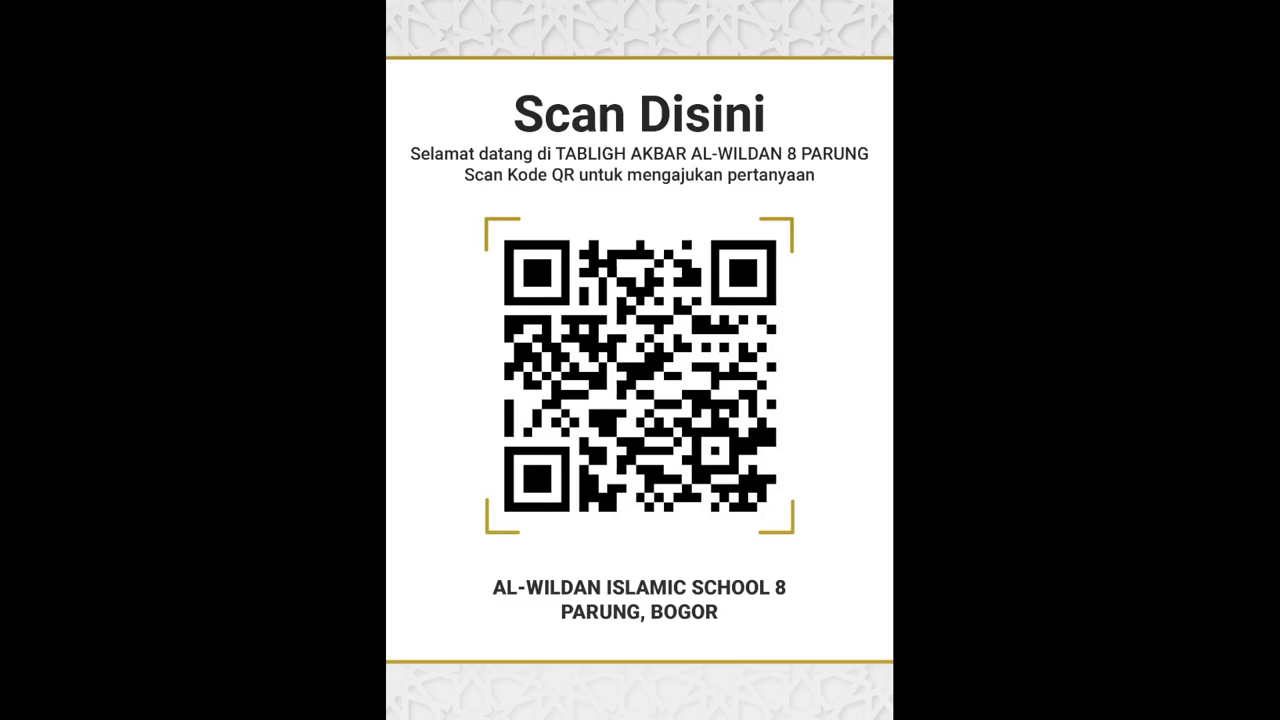 Scan Disini
Selamat datang di TABLIGH AKBAR AL-WILDAN 8 PARUNG
Scan Kode QR untuk mengajukan pertanyaan
AL-WILDAN ISLAMIC SCHOOL 8
PARUNG, BOGOR